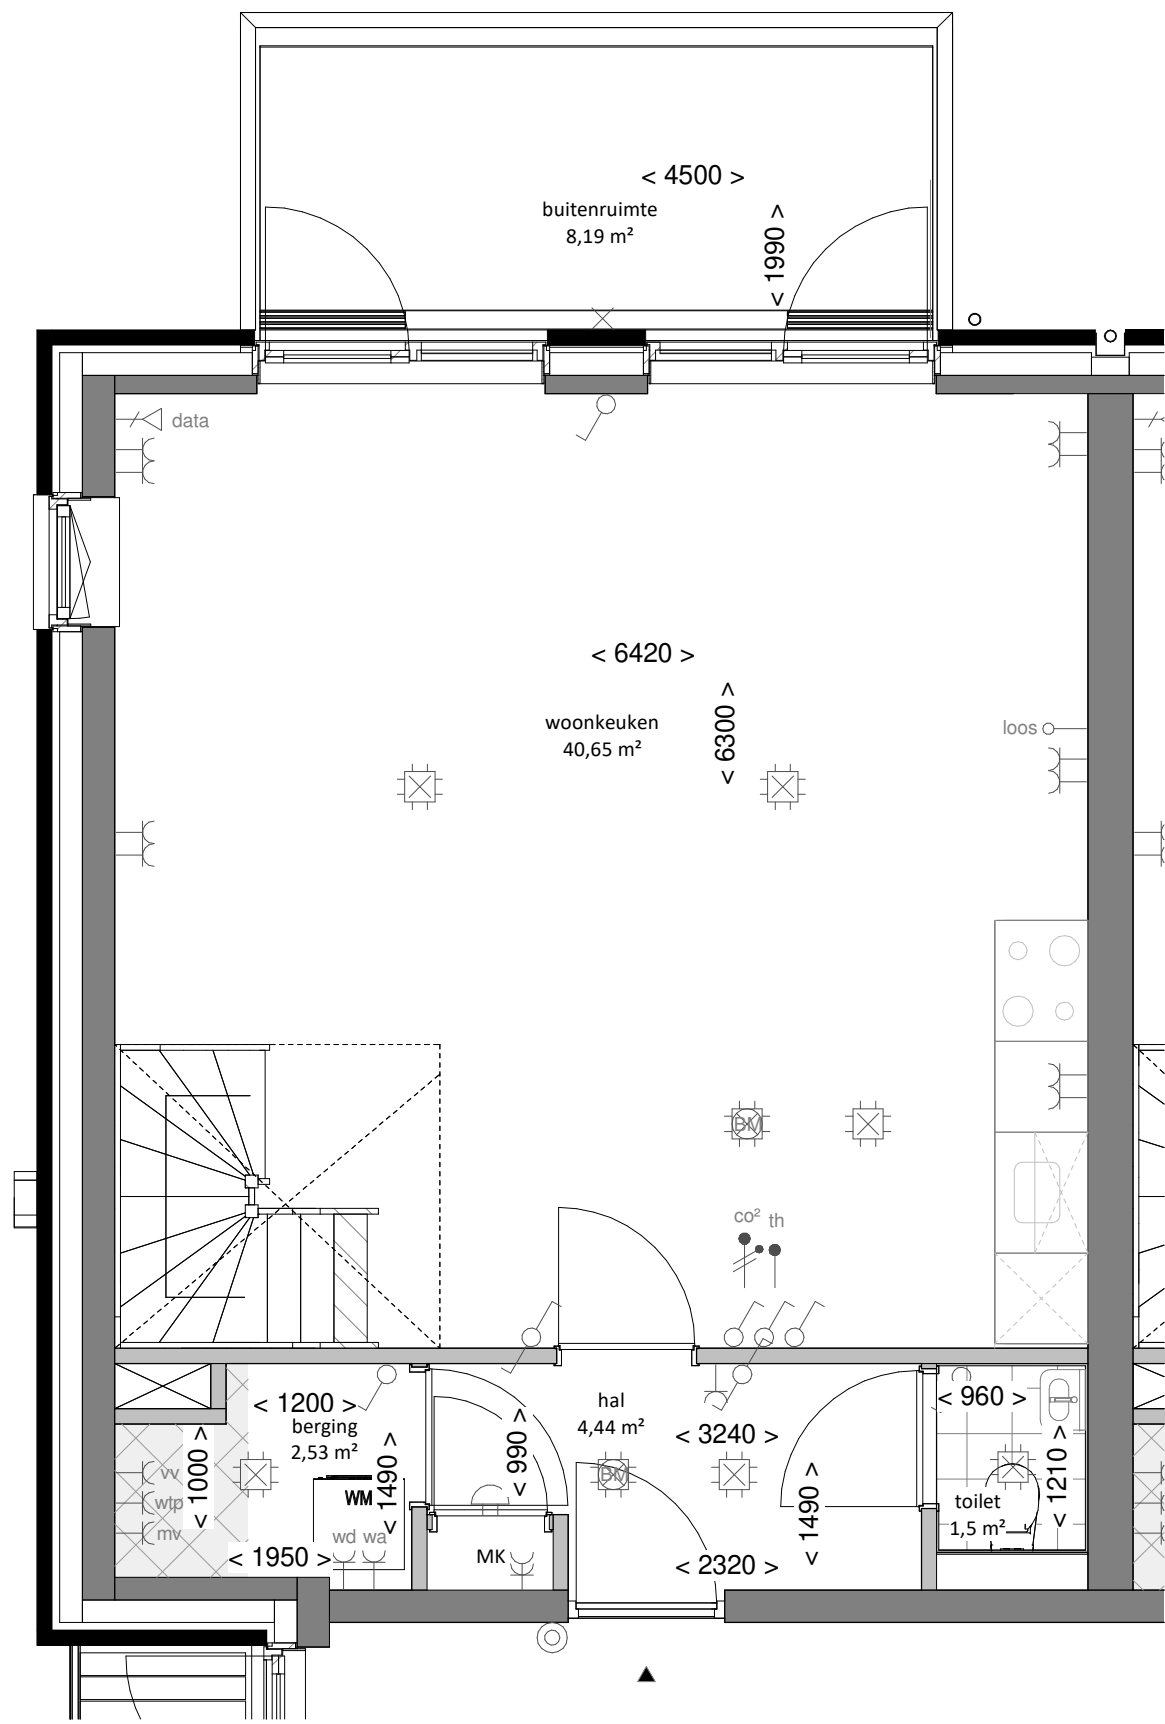 < 4500 >
buitenruimte
8,19 m²
< 1990 >
data
< 6420 >
woonkeuken
40,65 m²
< 6300 >
loos
BM
co² th
< 1200 >
berging
2,53 m²
hal
4,44 m²
< 960 >
< 3240 >
< 990 >
< 1000 >
< 1490 >
vv
wtp
mv
WM
BM
wd wa
< 1490 >
< 1210 >
toilet
1,5 m²
< 1950 >
MK
< 2320 >